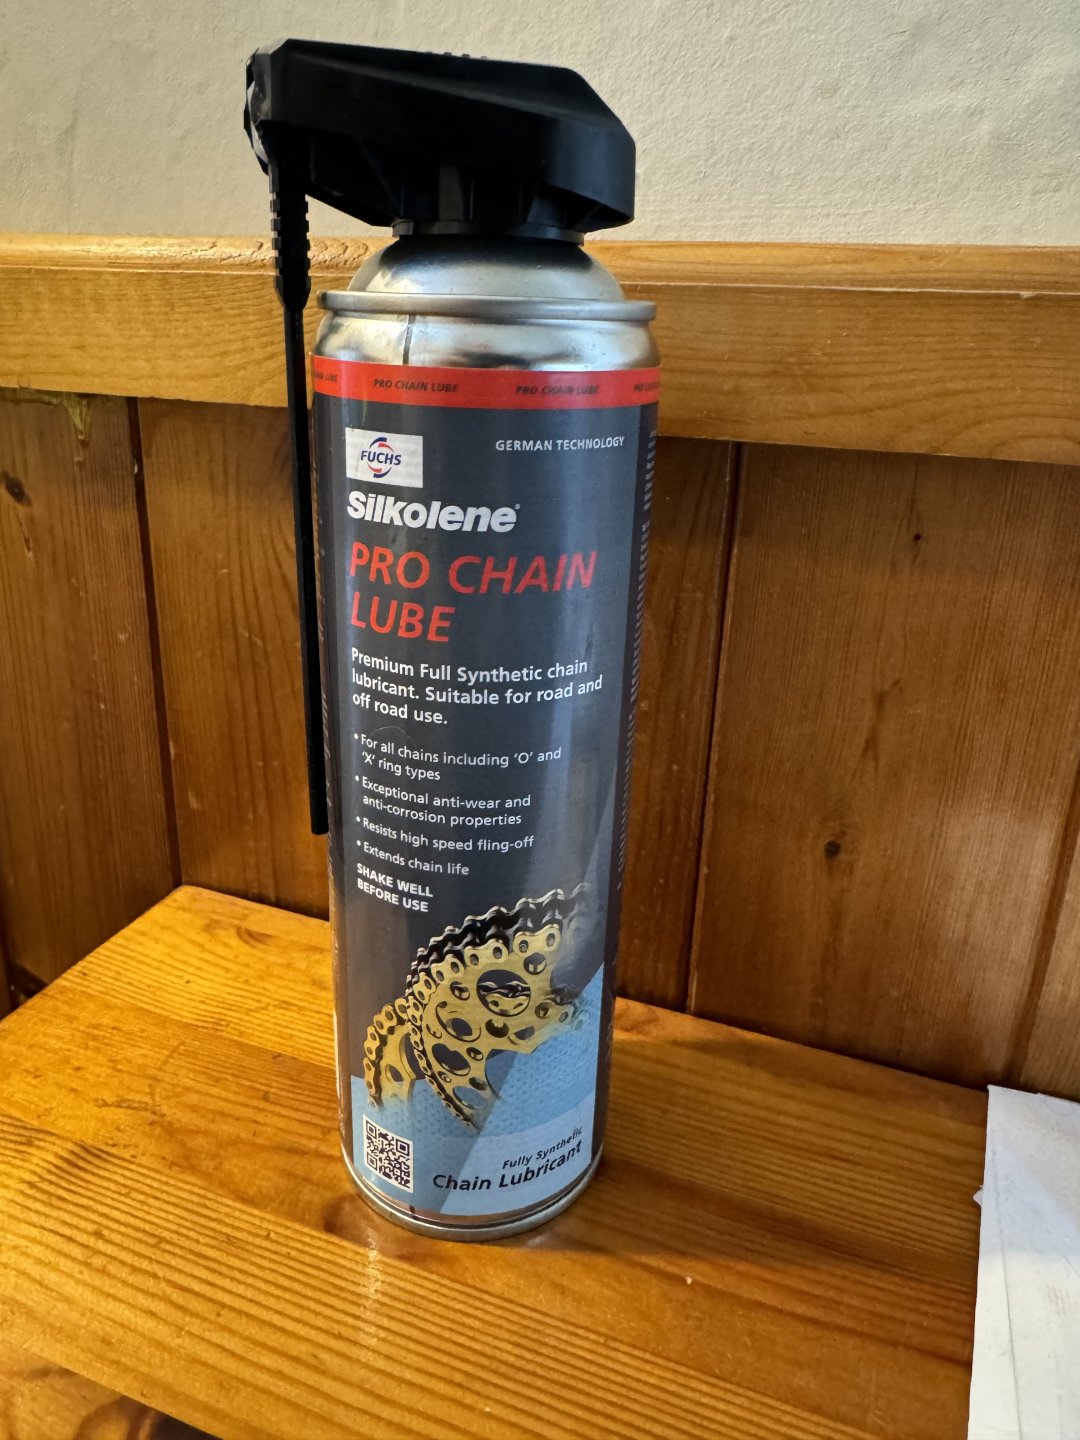 PRO CHAIN LUBE PRO CHAIN LUBE
FUCHS
GERMAN TECHNOLOGY
Silkolene®
PRO CHAIN
LUBE
Premium Full Synthetic chain
lubricant. Suitable for road and
off road use.
• For all chains including ‘O’ and
‘X’ ring types
• Exceptional anti-wear and
anti-corrosion properties
• Resists high speed fling-off
• Extends chain life
SHAKE WELL
BEFORE USE
Fully Synthetic
Chain Lubricant